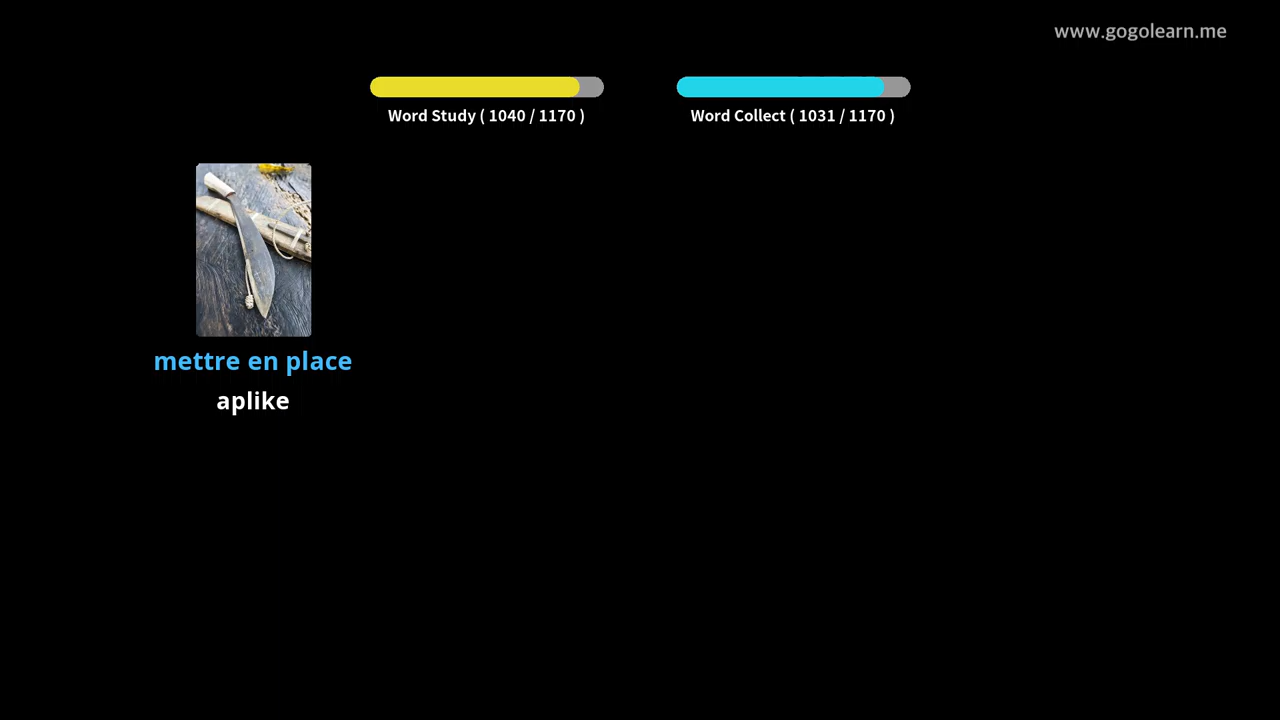 www.gogolearn.me
Word Study ( 1040 / 1170 )
Word Collect ( 1031 / 1170 )
mettre en place
aplike